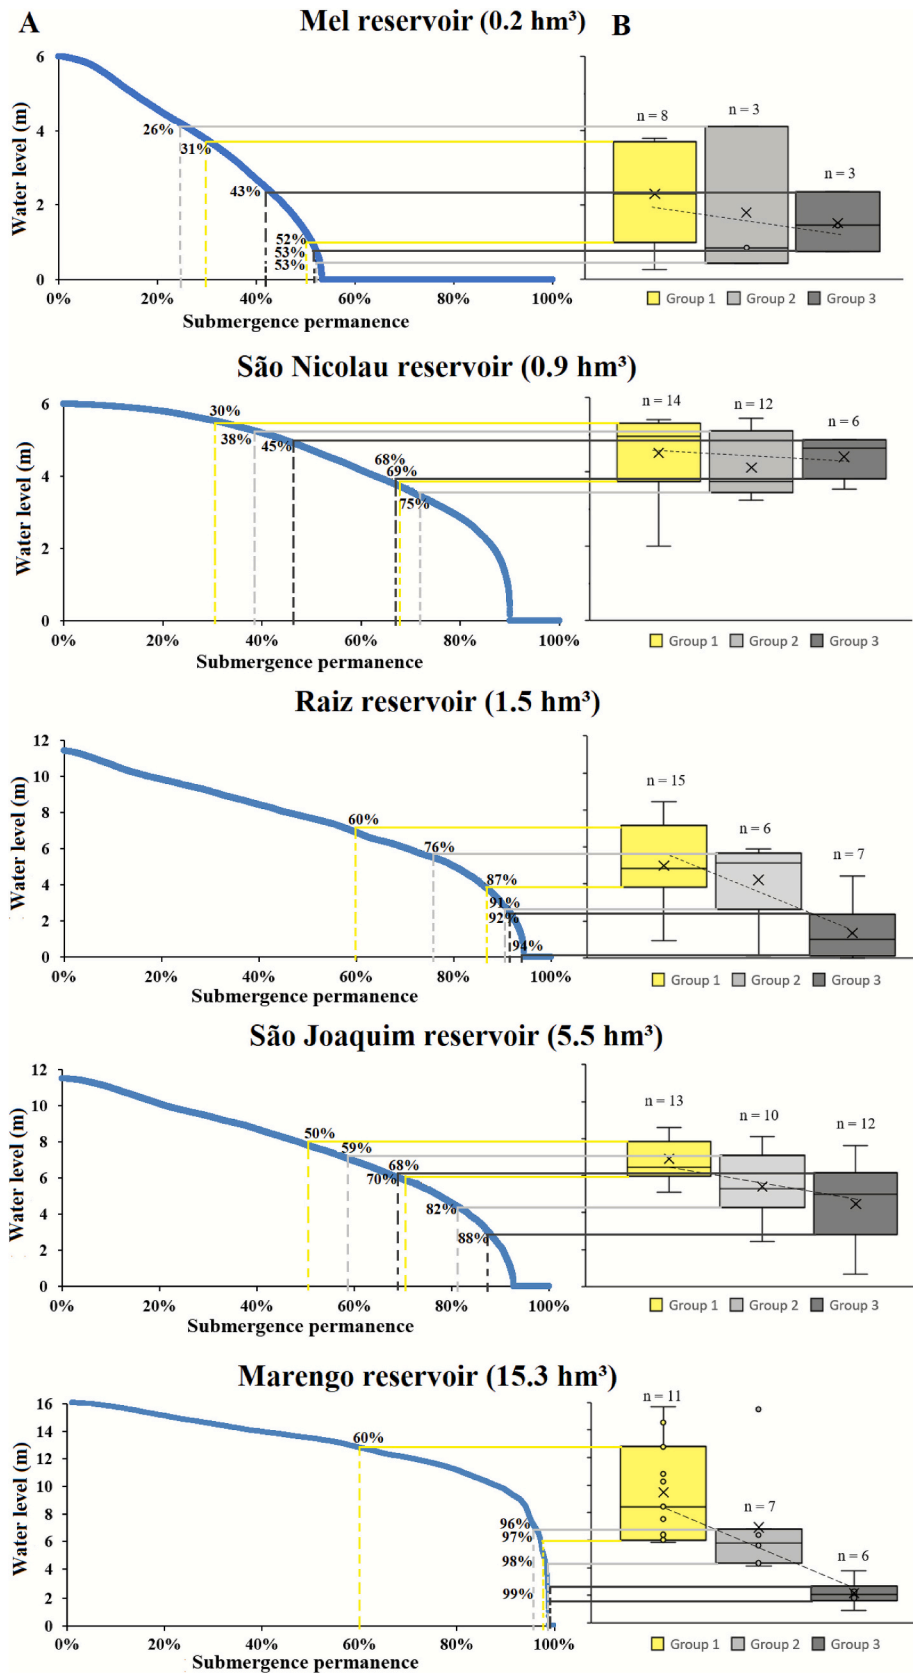 A
Mel reservoir (0.2 hm³)
B
Water level (m)
6
4
2
0
26%
31%
43%
52%
53%
53%
0%
20%
40%
60%
80%
100%
Submergence permanence
n = 8
n = 3
n = 3
Group 1
Group 2
Group 3
São Nicolau reservoir (0.9 hm³)
Water level (m)
6
4
2
0
30%
38%
45%
68%
69%
75%
0%
20%
40%
60%
80%
100%
Submergence permanence
n = 14
n = 12
n = 6
Group 1
Group 2
Group 3
Raiz reservoir (1.5 hm³)
Water level (m)
12
10
8
6
4
2
0
60%
76%
87%
91%
92%
94%
0%
20%
40%
60%
80%
100%
Submergence permanence
n = 15
n = 6
n = 7
Group 1
Group 2
Group 3
São Joaquim reservoir (5.5 hm³)
Water level (m)
12
10
8
6
4
2
0
50%
59%
68%
70%
82%
88%
0%
20%
40%
60%
80%
100%
Submergence permanence
n = 13
n = 10
n = 12
Group 1
Group 2
Group 3
Marengo reservoir (15.3 hm³)
Water level (m)
16
14
12
10
8
6
4
2
0
60%
96%
97%
98%
99%
0%
20%
40%
60%
80%
100%
Submergence permanence
n = 11
n = 7
n = 6
Group 1
Group 2
Group 3